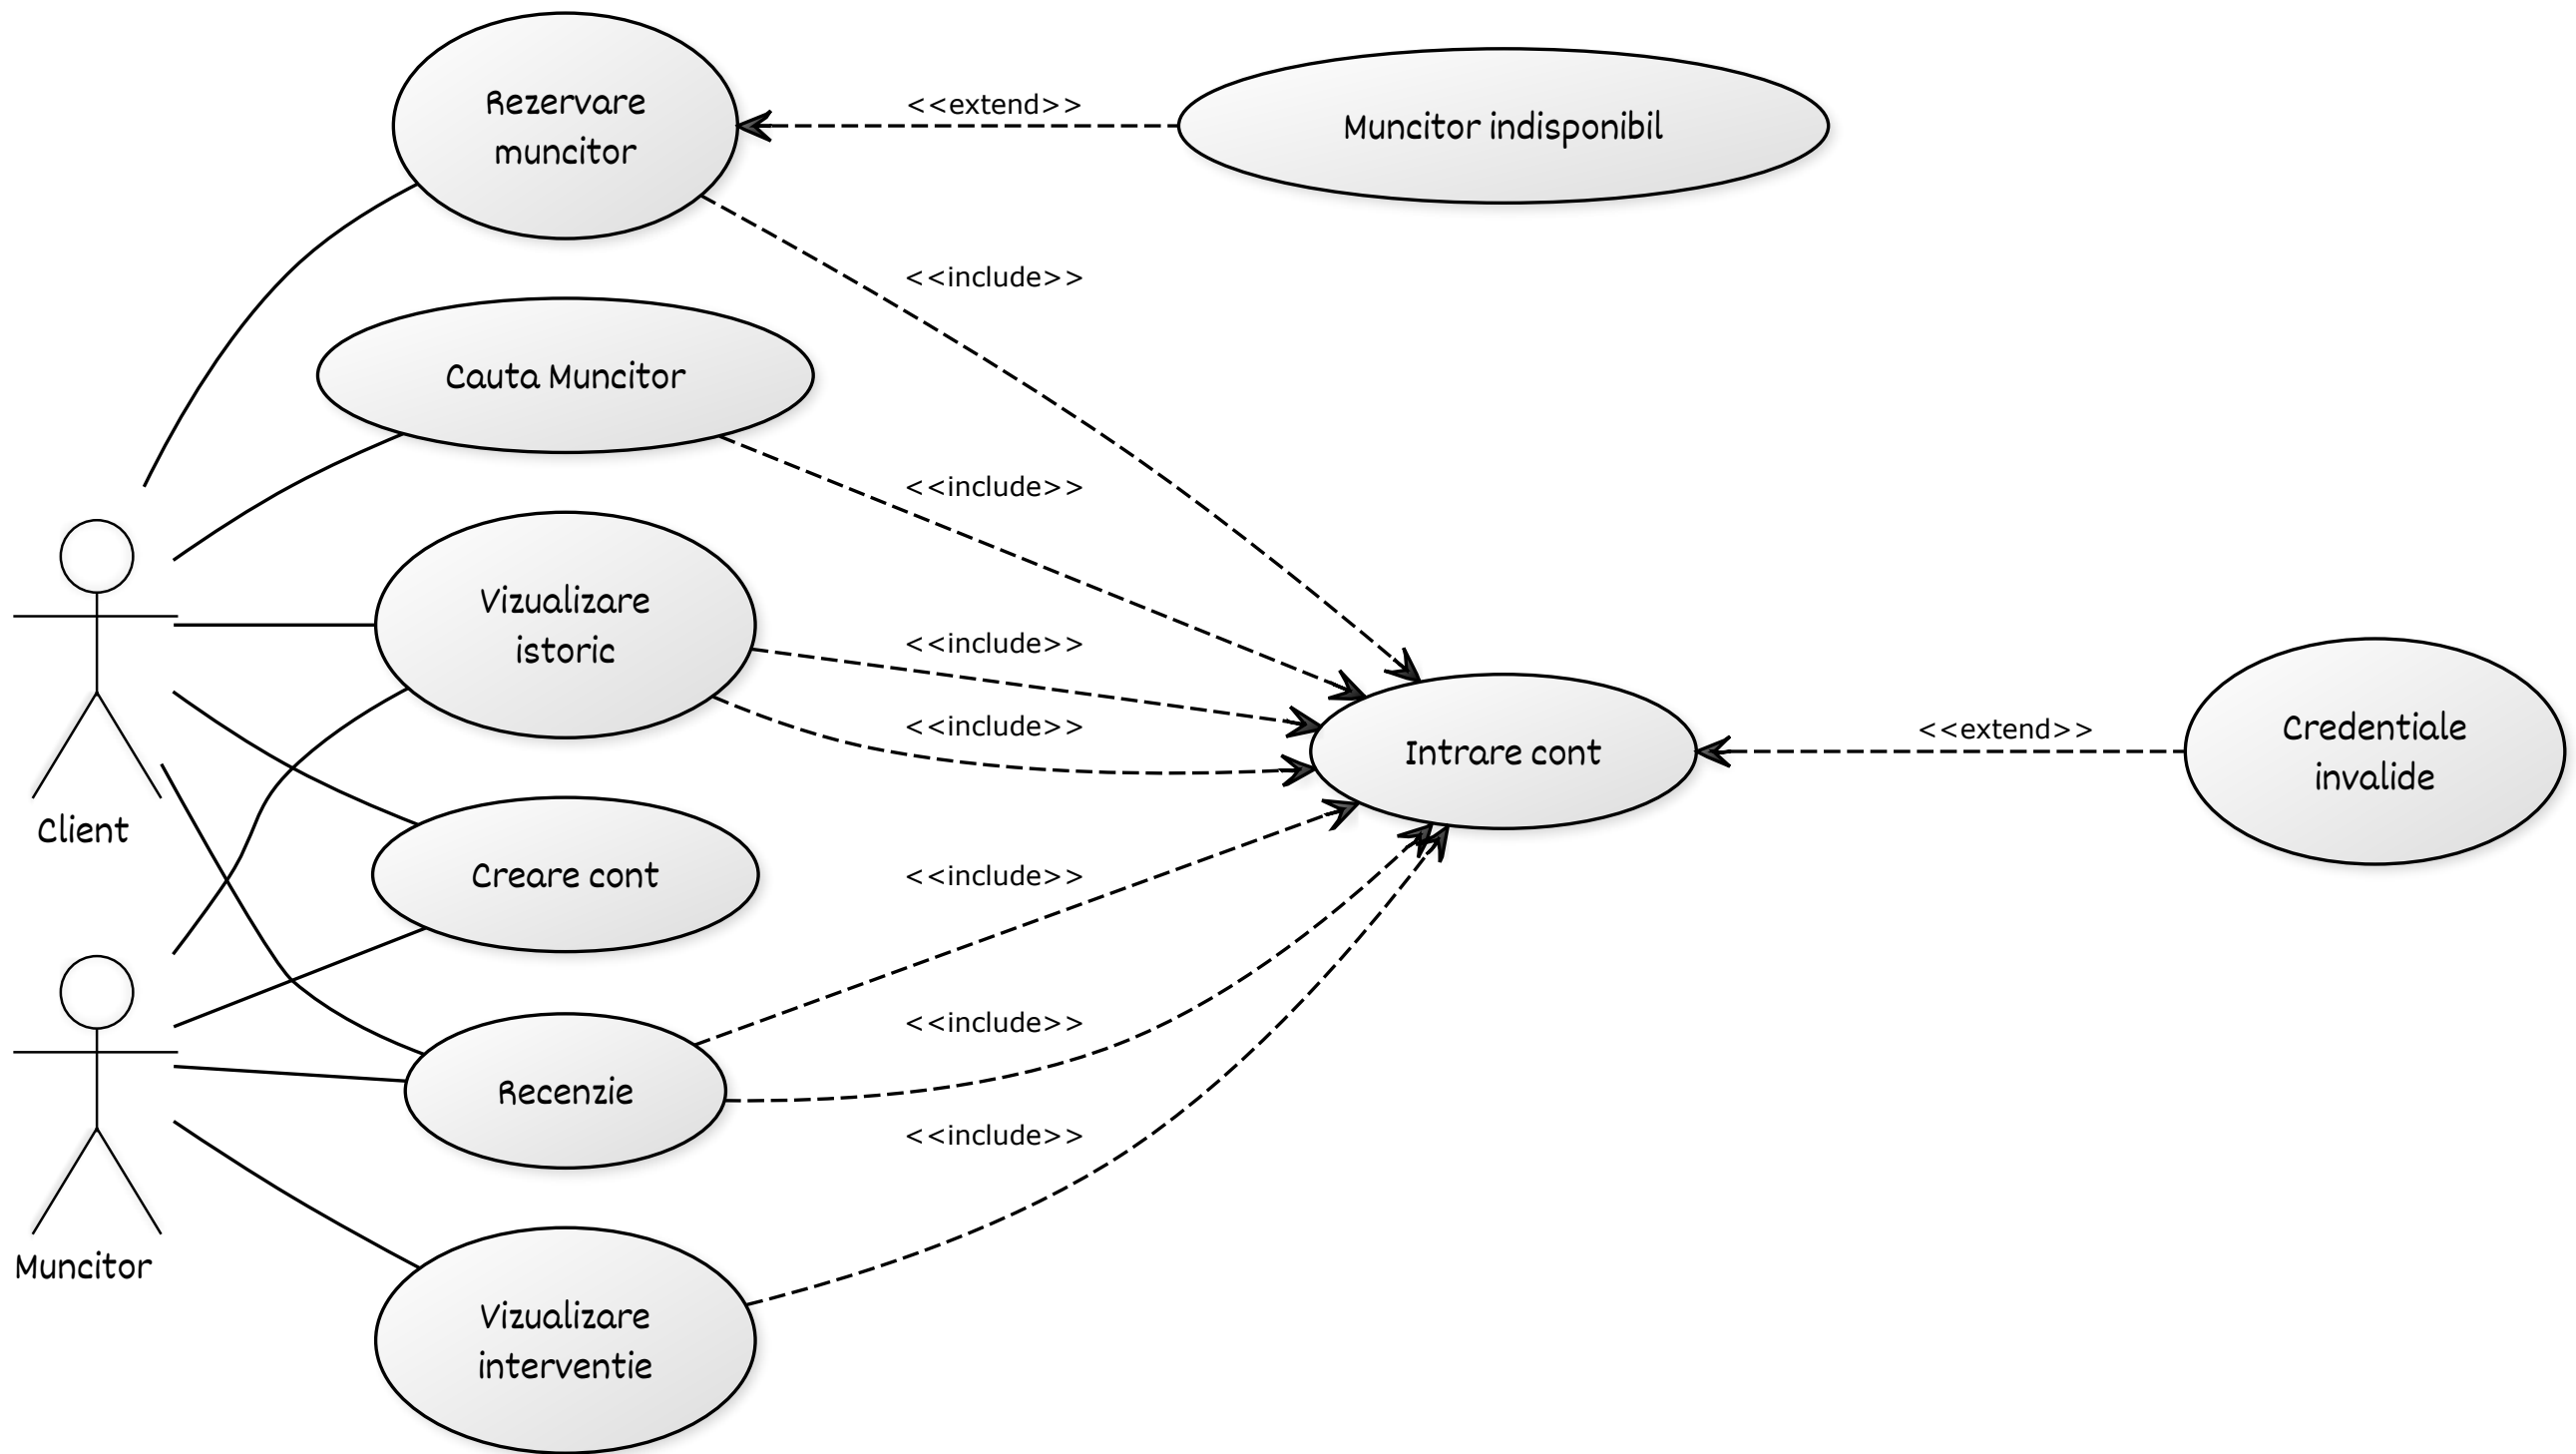 Rezervare
muncitor
<<extend>>
Muncitor indisponibil
<<include>>
Cauta Muncitor
<<include>>
Vizualizare
istoric
<<include>>
<<include>>
Intrare cont
<<extend>>
Credentiale
invalide
Client
Creare cont
<<include>>
<<include>>
Recenzie
<<include>>
Muncitor
Vizualizare
interventie